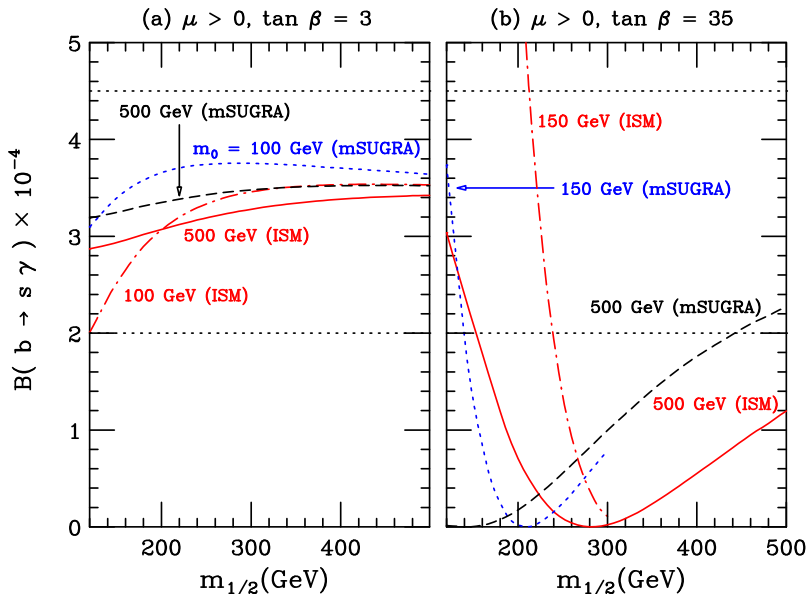 (a) μ > 0, tan β = 3
(b) μ > 0, tan β = 35
B( b → s γ ) × 10⁻⁴
5
4
3
2
1
0
500 GeV (mSUGRA)
m₀ = 100 GeV (mSUGRA)
500 GeV (ISM)
100 GeV (ISM)
150 GeV (ISM)
150 GeV (mSUGRA)
500 GeV (mSUGRA)
500 GeV (ISM)
200 300 400
200 300 400 500
m₁/₂(GeV)
m₁/₂(GeV)